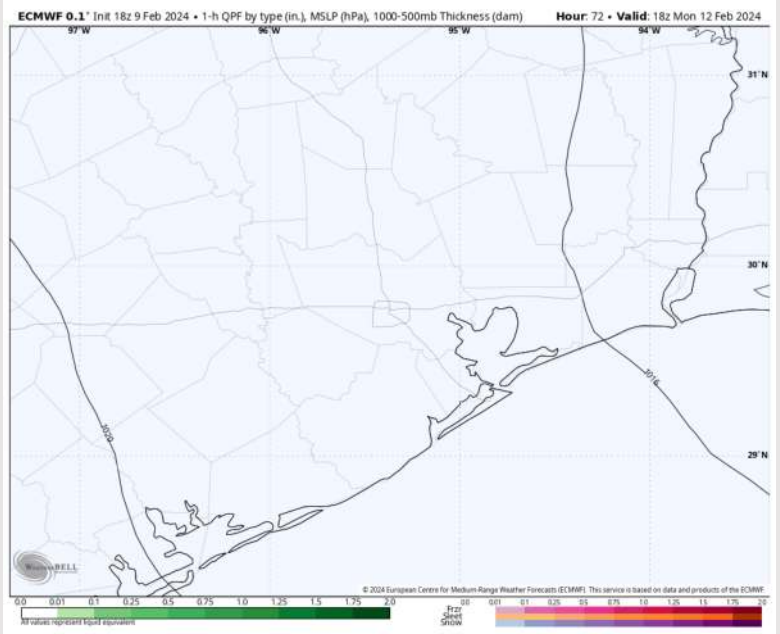 ECMWF 0.1° Init 18z 9 Feb 2024 • 1-h QPF by type (in.), MSLP (hPa), 1000-500mb Thickness (dam) Hour: 72 • Valid: 18z Mon 12 Feb 2024
97°W 96°W 95°W 94°W
31°N
30°N
1016
1020
29°N
WeatherBELL
© 2024 European Centre for Medium-Range Weather Forecasts (ECMWF). This service is based on data and products of the ECMWF.
0.0 0.01 0.1 0.25 0.5 0.75 1.0 1.25 1.5 1.75 2.0 0.0 0.01 0.1 0.25 0.5 0.75 1.0 1.25 1.5 1.75 2.0
Frzr
Sleet
All values represent liquid equivalent Snow